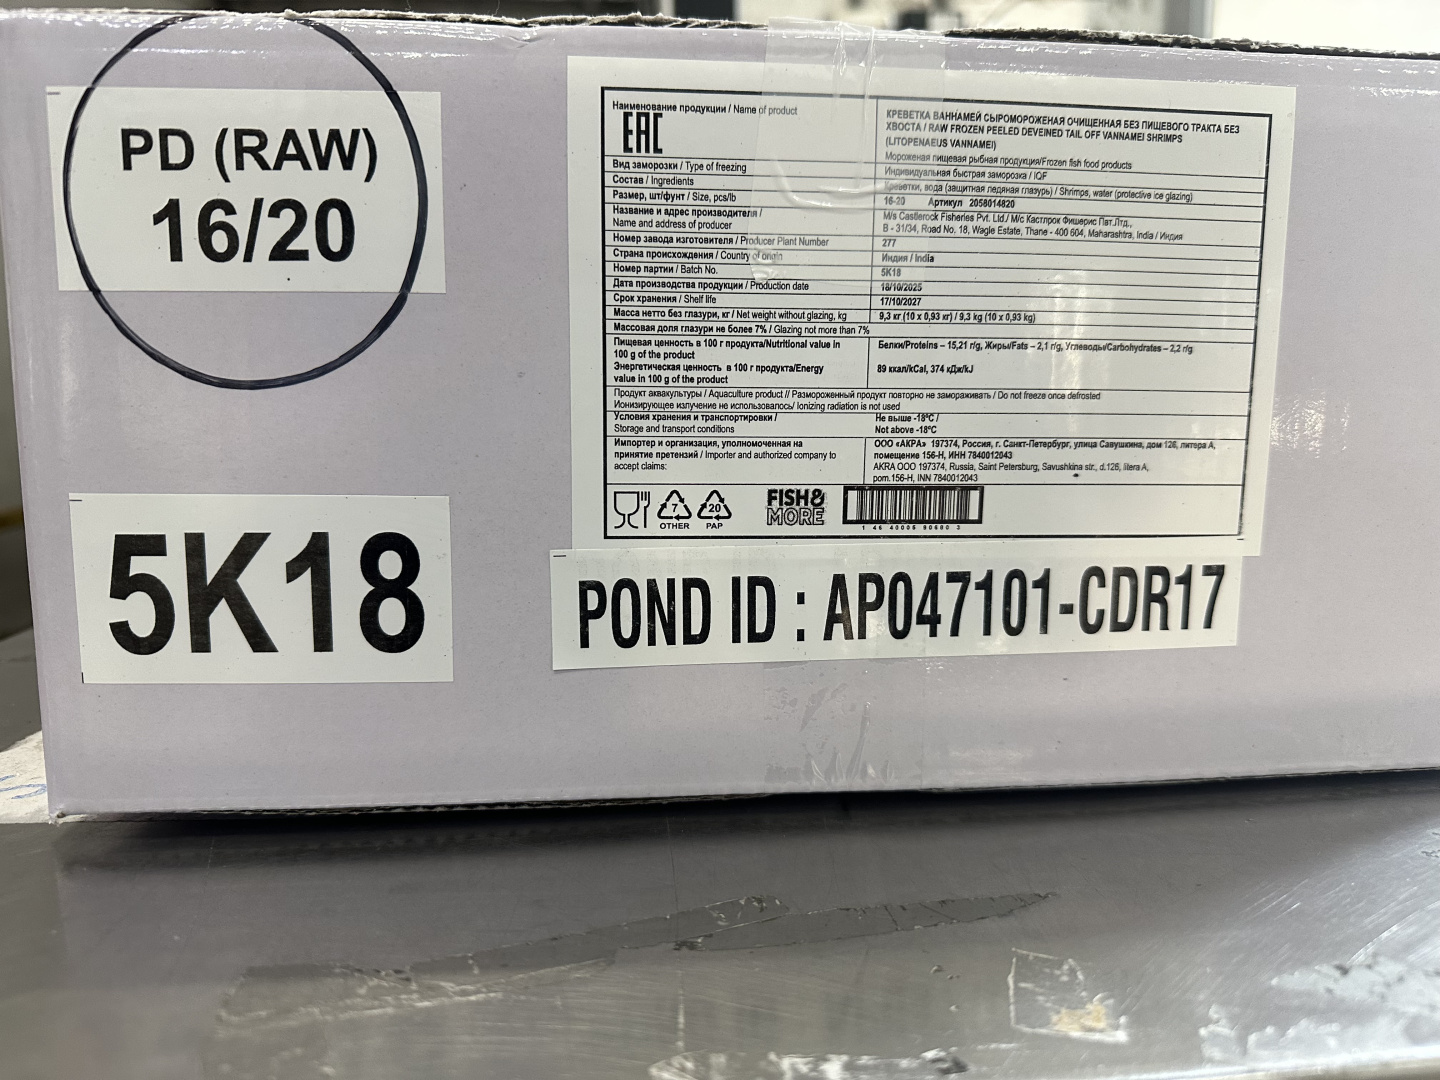 PD (RAW)
16/20
5K18
Наименование продукции / Name of product
EAC
КРЕВЕТКА ВАННАМЕЙ СЫРОМОРОЖЕНАЯ ОЧИЩЕННАЯ БЕЗ ПИЩЕВОГО ТРАКТА БЕЗ
ХВОСТА / RAW FROZEN PEELED DEVEINED TAIL OFF VANNAMEI SHRIMPS
(LITOPENAEUS VANNAMEI)
Мороженая пищевая рыбная продукция/Frozen fish food products
Вид заморозки / Type of freezing
Индивидуальная быстрая заморозка / IQF
Состав / Ingredients
Креветки, вода (защитная ледяная глазурь) / Shrimps, water (protective ice glazing)
Размер, шт/фунт / Size, pcs/lb
16-20 Артикул 2058014820
Название и адрес производителя /
Name and address of producer
M/s Castlerock Fisheries Pvt. Ltd./ М/с Кастлрок Фишерис Пвт.Лтд.,
B - 31/34, Road No. 18, Wagle Estate, Thane - 400 604, Maharashtra, India / Индия
Номер завода изготовителя / Producer Plant Number
277
Страна происхождения / Country of origin
Индия / India
Номер партии / Batch No.
5K18
Дата производства продукции / Production date
18/10/2025
Срок хранения / Shelf life
17/10/2027
Масса нетто без глазури, кг / Net weight without glazing, kg
9,3 кг (10 x 0,93 кг) / 9,3 kg (10 x 0,93 kg)
Массовая доля глазури не более 7% / Glazing not more than 7%
Пищевая ценность в 100 г продукта/Nutritional value in
100 g of the product
Белки/Proteins – 15,21 г/g, Жиры/Fats – 2,1 г/g, Углеводы/Carbohydrates – 2,2 г/g
Энергетическая ценность в 100 г продукта/Energy
value in 100 g of the product
89 ккал/kCal, 374 кДж/kJ
Продукт аквакультуры / Aquaculture product // Размороженный продукт повторно не замораживать / Do not freeze once defrosted
Ионизирующее излучение не использовалось/ Ionizing radiation is not used
Условия хранения и транспортировки /
Storage and transport conditions
Не выше -18°C /
Not above -18°C
Импортер и организация, уполномоченная на
принятие претензий / Importer and authorized company to
accept claims:
ООО «АКРА» 197374, Россия, г. Санкт-Петербург, улица Савушкина, дом 126, литера А,
помещение 156-Н, ИНН 7840012043
AKRA OOO 197374, Russia, Saint Petersburg, Savushkina str., d.126, litera A,
pom.156-H, INN 7840012043
7
OTHER
20
PAP
FISH&
MORE
1 46 40006 90680 3
POND ID : AP047101-CDR17